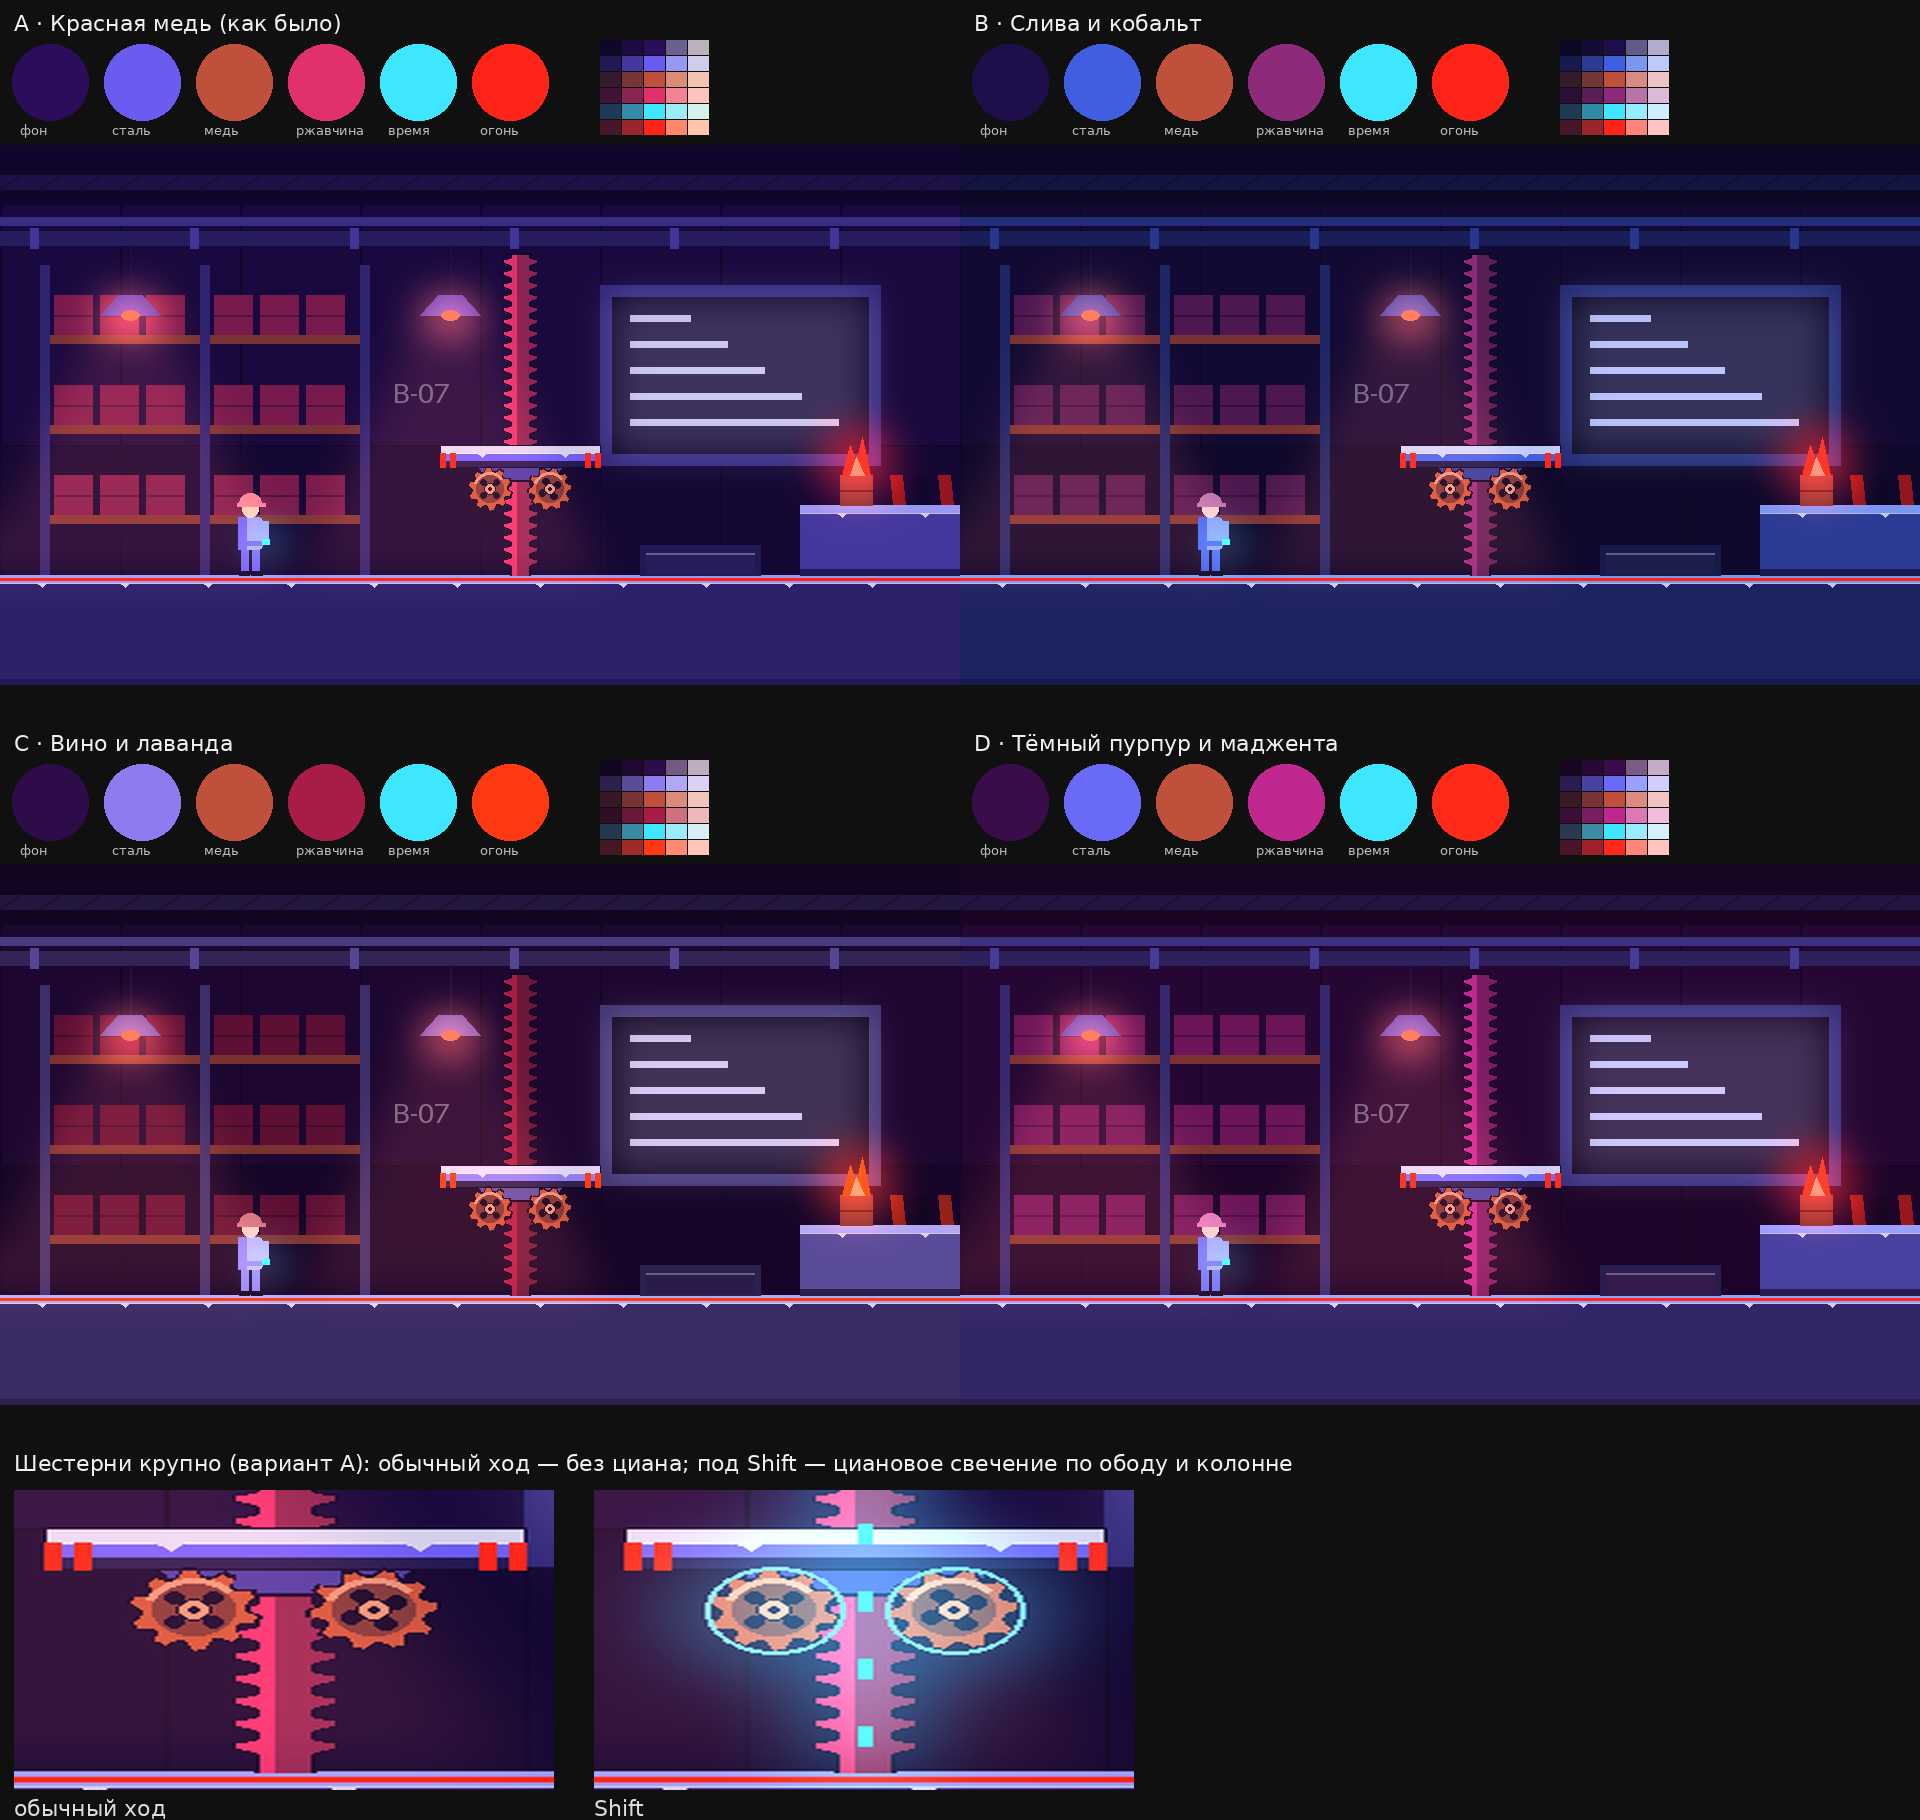 A · Красная медь (как было)
фон сталь медь ржавчина время огонь
B-07
B · Слива и кобальт
фон сталь медь ржавчина время огонь
B-07
C · Вино и лаванда
фон сталь медь ржавчина время огонь
B-07
D · Тёмный пурпур и маджента
фон сталь медь ржавчина время огонь
B-07
Шестерни крупно (вариант A): обычный ход — без циана; под Shift — циановое свечение по ободу и колонне
обычный ход
Shift